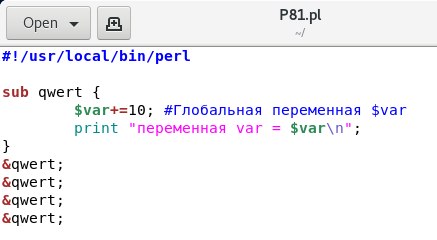 Open
P81.pl
~/
#!/usr/local/bin/perl
sub qwert {
$var+=10; #Глобальная переменная $var
print "переменная var = $var\n";
}
&qwert;
&qwert;
&qwert;
&qwert;